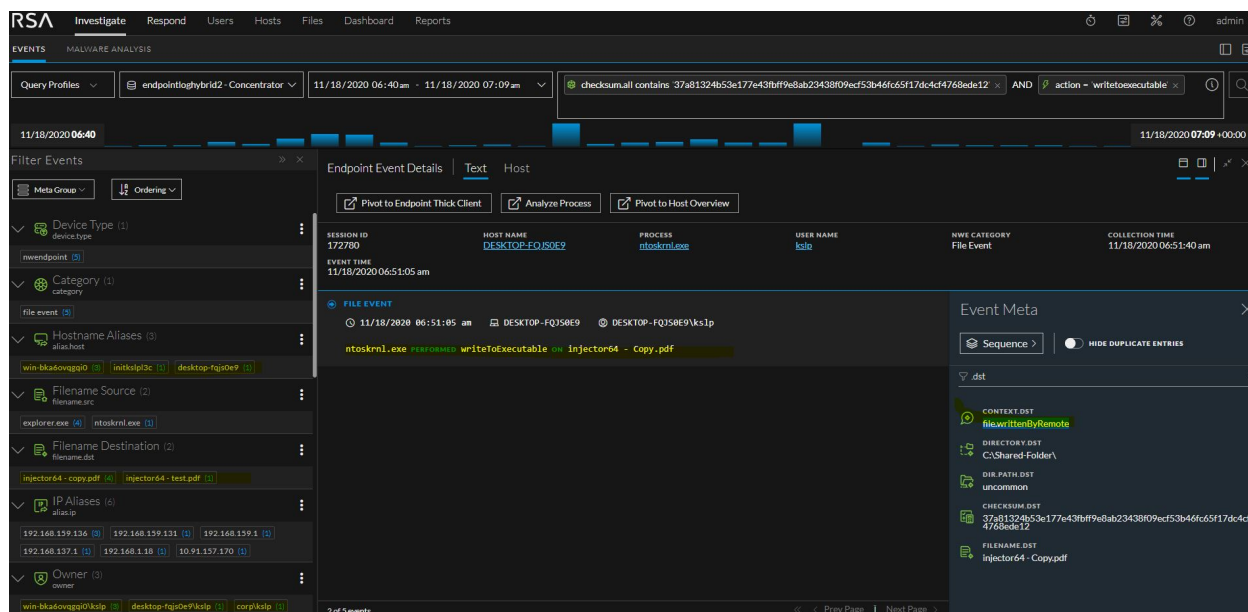 RSA Investigate Respond Users Hosts Files Dashboard Reports admin
EVENTS MALWARE ANALYSIS
Query Profiles endpointloghybrid2 - Concentrator 11/18/2020 06:40 am - 11/18/2020 07:09 am checksum.all contains '37a81324b53e177e43fbff9e8ab23438f09ecf53b46fc65f17dc4cf4768ede12' × AND action = 'writetoexecutable' ×
11/18/2020 06:40 11/18/2020 07:09 +00:00
Filter Events
Meta Group Ordering
Device Type (1)
device.type
nwendpoint (5)
Category (1)
category
file event (5)
Hostname Aliases (3)
alias.host
win-bka6ovqgqi0 (3) initkslpl3c (1) desktop-fqjs0e9 (1)
Filename Source (2)
filename.src
explorer.exe (4) ntoskrnl.exe (1)
Filename Destination (2)
filename.dst
injector64 - copy.pdf (4) injector64 - test.pdf (1)
IP Aliases (6)
alias.ip
192.168.159.136 (3) 192.168.159.131 (1) 192.168.159.1 (1)
192.168.137.1 (1) 192.168.1.18 (1) 10.91.157.170 (1)
Owner (3)
owner
win-bka6ovqgqi0\kslp (3) desktop-fqjs0e9\kslp (1) corp\kslp (1)
Endpoint Event Details Text Host
Pivot to Endpoint Thick Client Analyze Process Pivot to Host Overview
SESSION ID HOST NAME PROCESS USER NAME NWE CATEGORY COLLECTION TIME
172780 DESKTOP-FQJS0E9 ntoskrnl.exe kslp File Event 11/18/2020 06:51:40 am
EVENT TIME
11/18/2020 06:51:05 am
FILE EVENT
11/18/2020 06:51:05 am DESKTOP-FQJS0E9 DESKTOP-FQJS0E9\kslp
ntoskrnl.exe PERFORMED writeToExecutable ON injector64 - Copy.pdf
2 of 5 events << < Prev Page | Next Page >
Event Meta
Sequence > HIDE DUPLICATE ENTRIES
.dst
CONTEXT.DST
file.writtenByRemote
DIRECTORY.DST
C:\Shared-Folder\
DIR.PATH.DST
uncommon
CHECKSUM.DST
37a81324b53e177e43fbff9e8ab23438f09ecf53b46fc65f17dc4cf
4768ede12
FILENAME.DST
injector64 - Copy.pdf